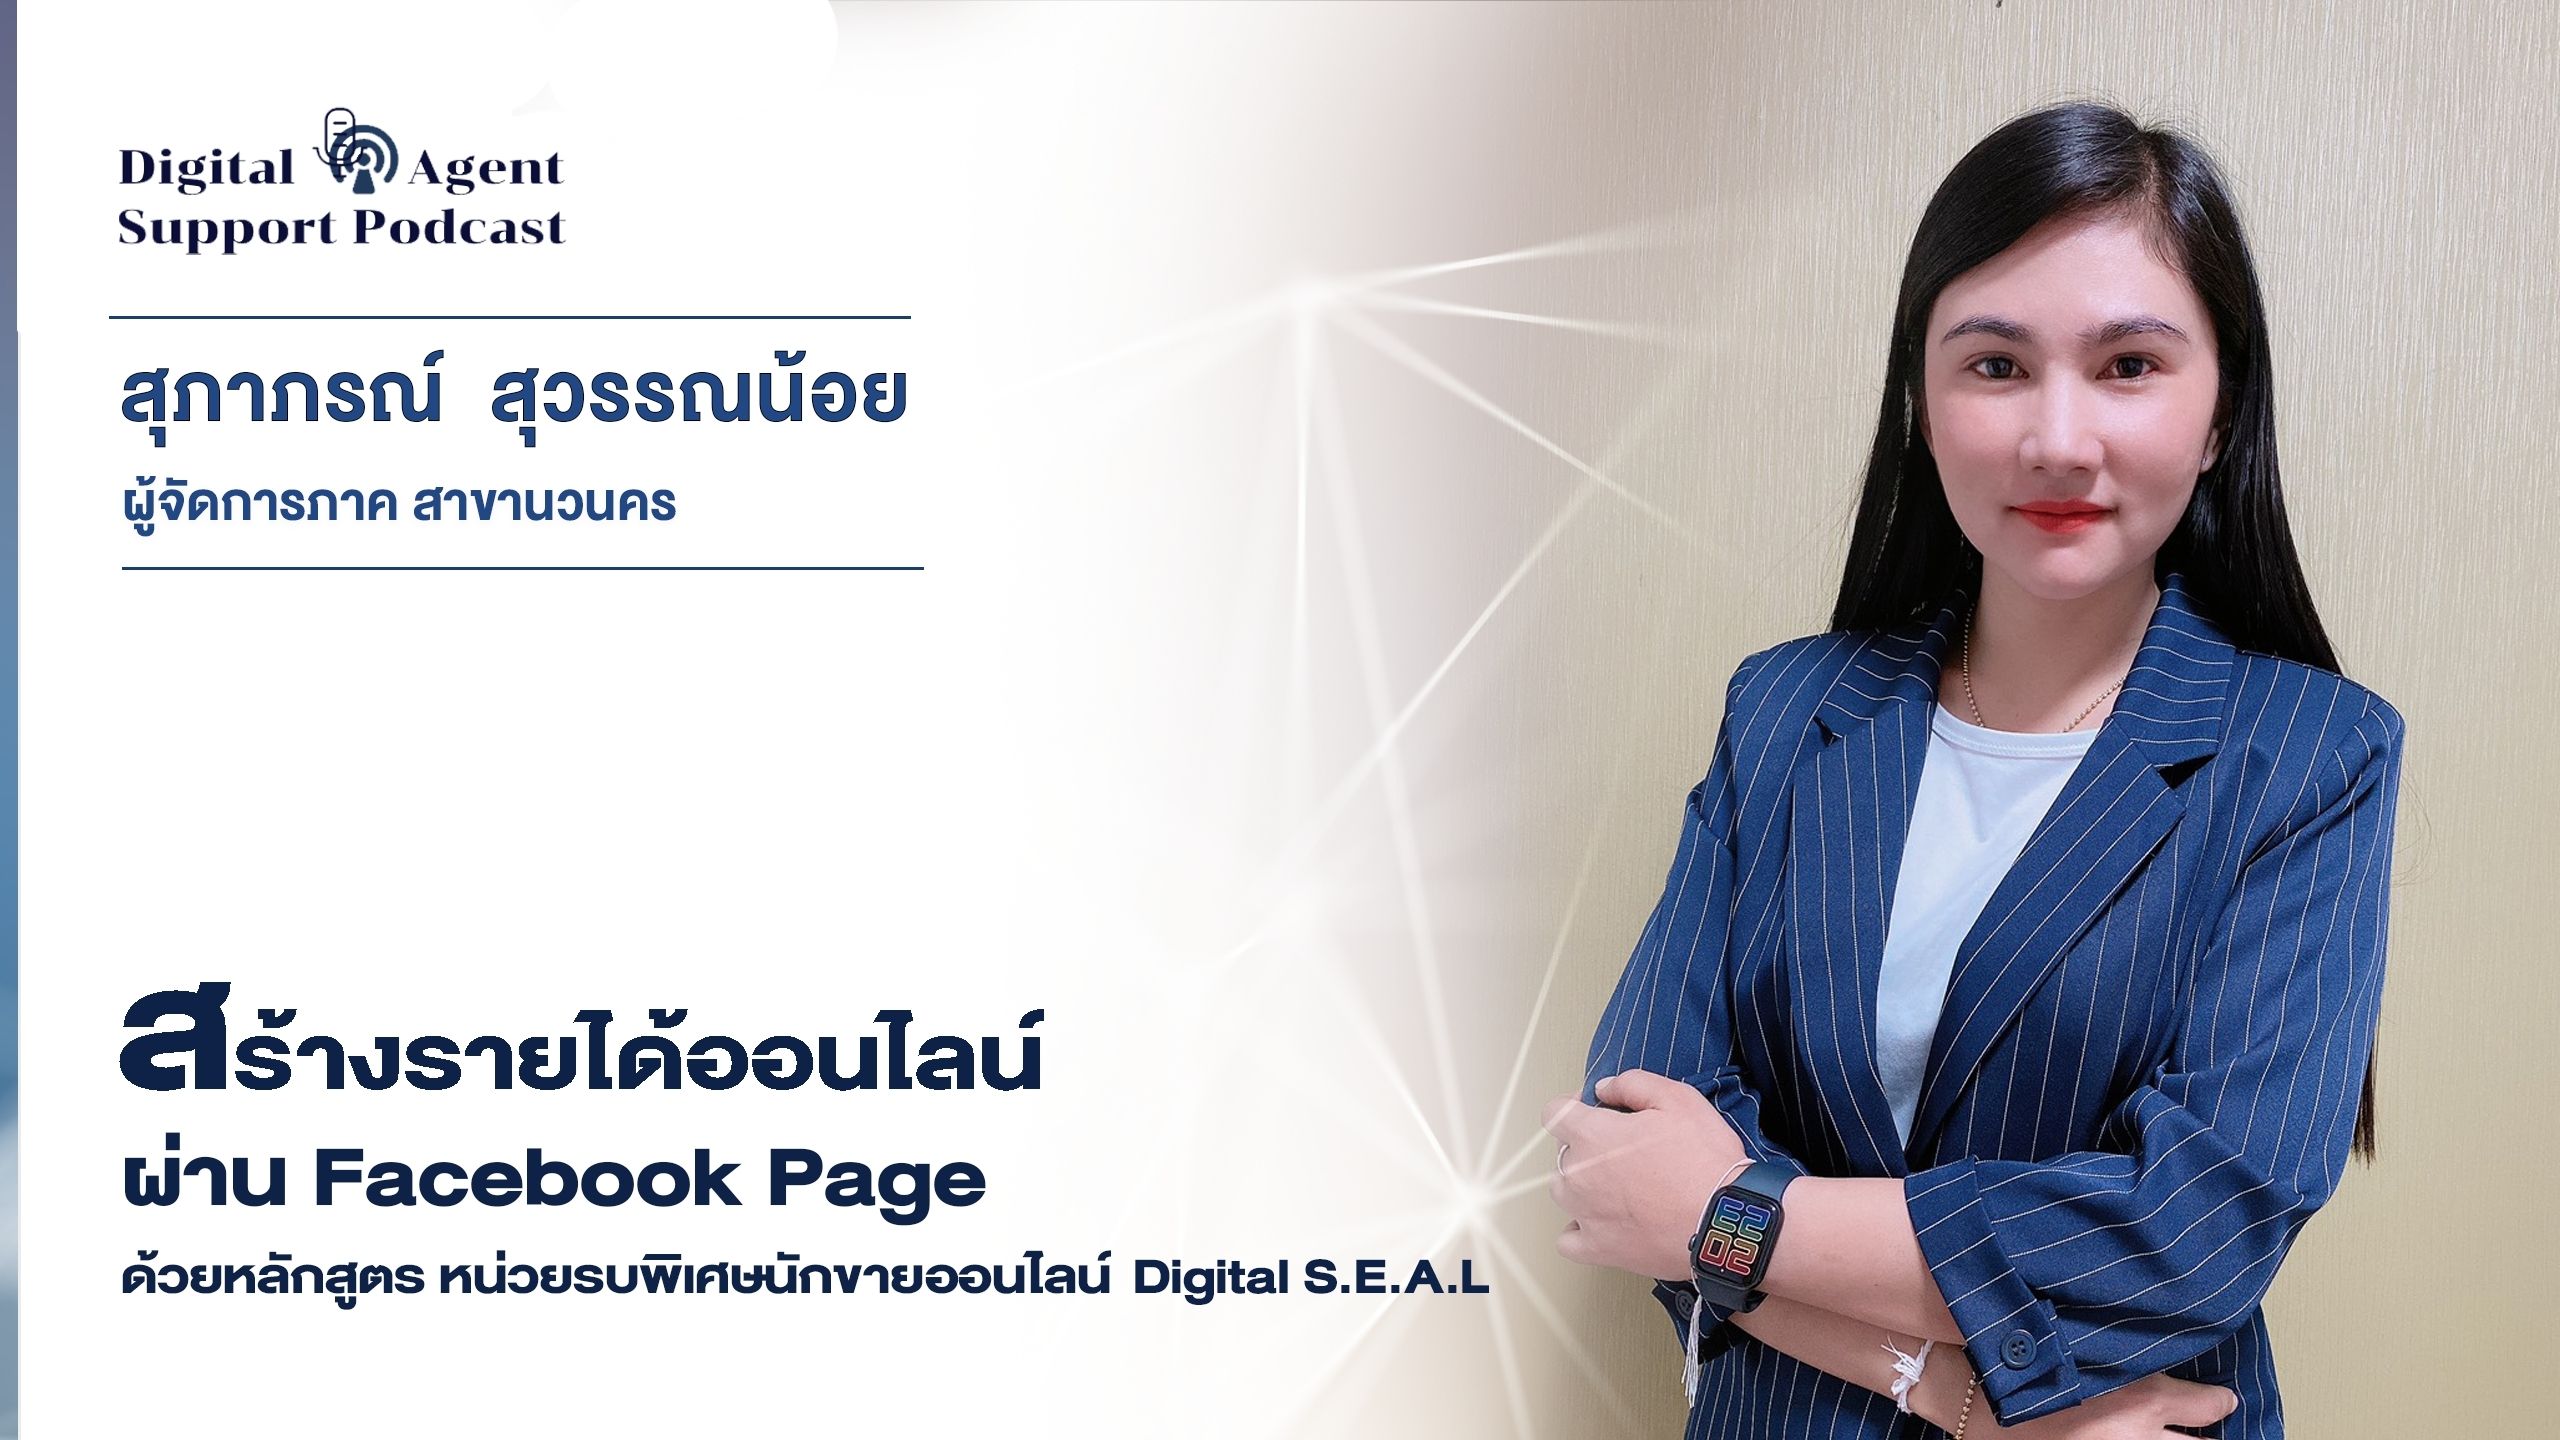 Digital Agent
Support Podcast
สุภาภรณ์ สุวรรณน้อย
ผู้จัดการภาค สาขานวนคร
สร้างรายได้ออนไลน์
ผ่าน Facebook Page
ด้วยหลักสูตร หน่วยรบพิเศษนักขายออนไลน์ Digital S.E.A.L